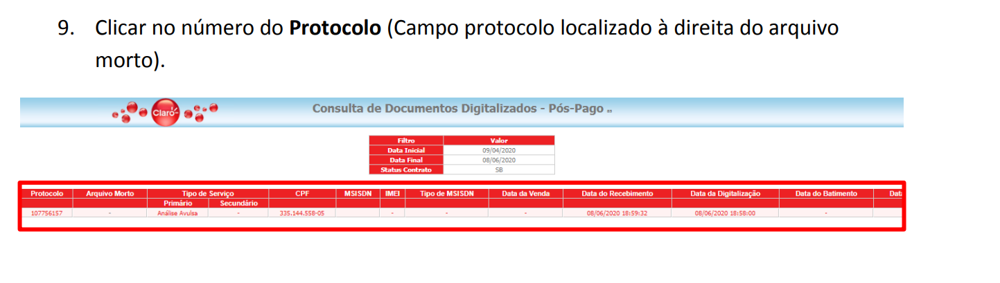 9. Clicar no número do Protocolo (Campo protocolo localizado à direita do arquivo
morto).
Claro
Consulta de Documentos Digitalizados - Pós-Pago
Filtro Valor
Data Inicial 09/04/2020
Data Final 08/06/2020
Status Contrato SB
Protocolo Arquivo Morto Tipo de Serviço CPF MSISDN IMEI Tipo de MSISDN Data da Venda Data do Recebimento Data da Digitalização Data do Batimento Data
Primário Secundário
107756157 - Análise Avulsa - 335.144.558-05 - - - 08/06/2020 18:59:32 08/06/2020 18:58:00 -